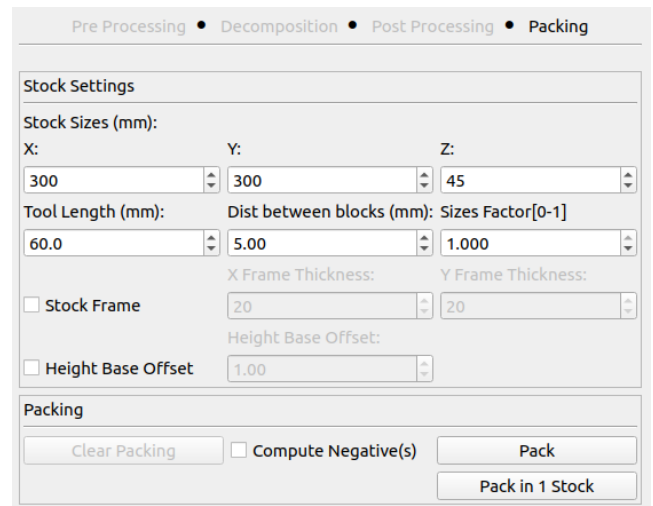 Pre Processing • Decomposition • Post Processing • Packing
Stock Settings
Stock Sizes (mm):
X: Y: Z:
300 300 45
Tool Length (mm): Dist between blocks (mm): Sizes Factor[0-1]
60.0 5.00 1.000
X Frame Thickness: Y Frame Thickness:
Stock Frame 20 20
Height Base Offset:
Height Base Offset 1.00
Packing
Clear Packing Compute Negative(s) Pack
Pack in 1 Stock